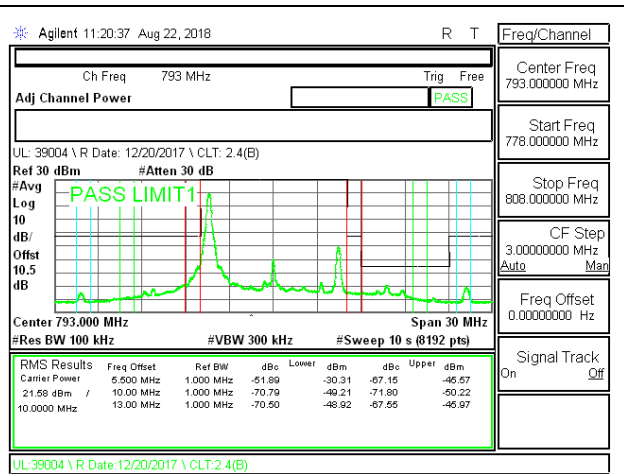 Agilent 11:20:37 Aug 22, 2018 R T
Ch Freq 793 MHz Trig Free
Adj Channel Power PASS
UL: 39004 \ R Date: 12/20/2017 \ CLT: 2.4(B)
Ref 30 dBm #Atten 30 dB
#Avg
Log
10
dB/
Offst
10.5
dB
PASS LIMIT1
Center 793.000 MHz Span 30 MHz
#Res BW 100 kHz #VBW 300 kHz #Sweep 10 s (8192 pts)
RMS Results Freq Offset Ref BW dBc Lower dBm dBc Upper dBm
Carrier Power 5.500 MHz 1.000 MHz -51.89 -30.31 -67.15 -45.57
21.58 dBm / 10.00 MHz 1.000 MHz -70.79 -49.21 -71.80 -50.22
10.0000 MHz 13.00 MHz 1.000 MHz -70.50 -48.92 -67.55 -45.97
UL:39004 \ R Date:12/20/2017 \ CLT:2.4(B)
Freq/Channel
Center Freq
793.000000 MHz
Start Freq
778.000000 MHz
Stop Freq
808.000000 MHz
CF Step
3.00000000 MHz
Auto Man
Freq Offset
0.00000000 Hz
Signal Track
On Off